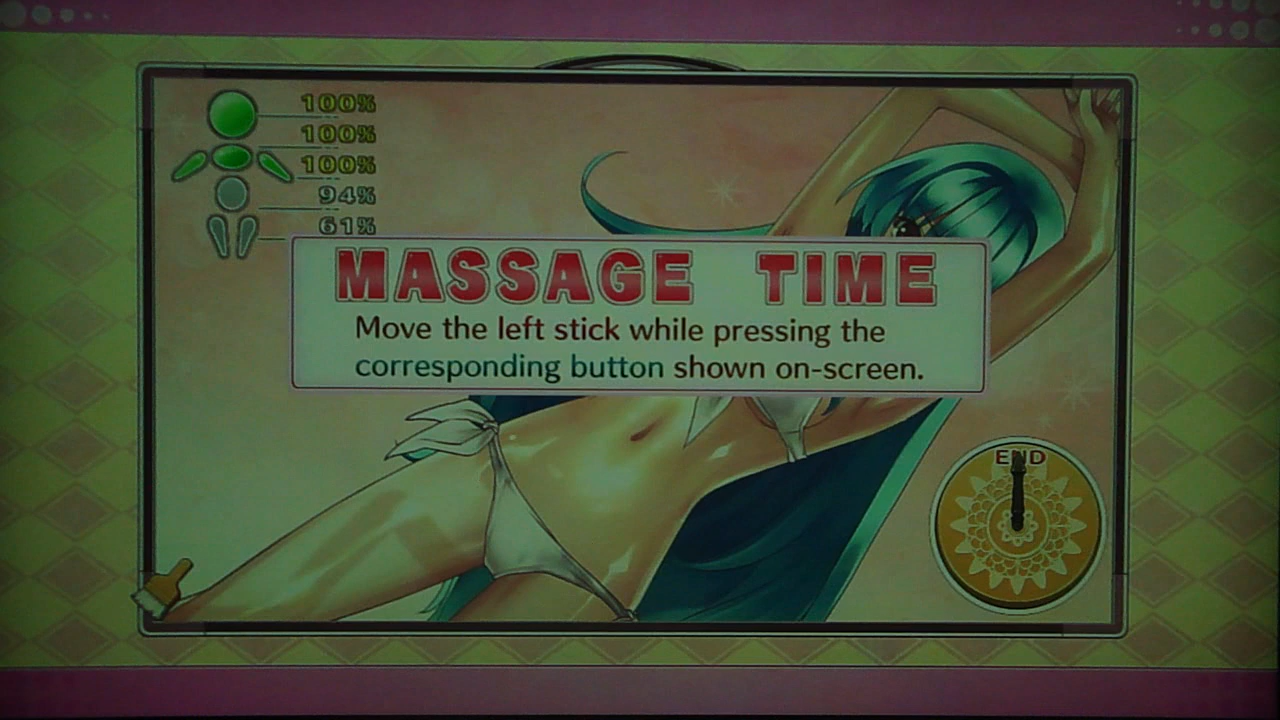 100%
100%
100%
94%
61%
MASSAGE TIME
Move the left stick while pressing the
corresponding button shown on-screen.
END